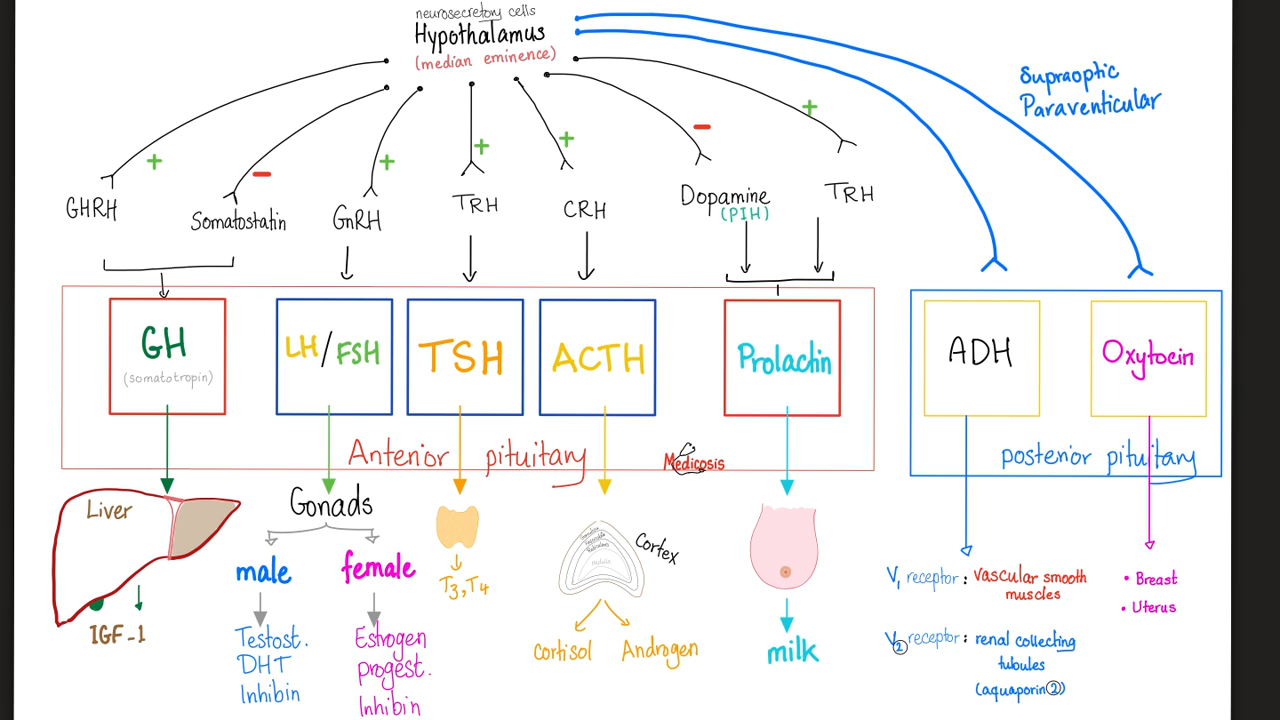 neurosecretory cells
Hypothalamus
(median eminence)
Supraoptic
Paraventicular
+
−
+
+
+
−
+
GHRH
Somatostatin
GnRH
TRH
CRH
Dopamine
(PIH)
TRH
GH
(somatotropin)
LH/FSH
TSH
ACTH
Prolactin
ADH
Oxytocin
Anterior pituitary
Medicosis
posterior pituitary
Liver
IGF-1
Gonads
male
female
Testost.
DHT
Inhibin
Estrogen
progest.
Inhibin
T3,T4
Cortex
medulla
Cortisol
Androgen
milk
V1 receptor: vascular smooth
muscles
V2 receptor: renal collecting
tubules
(aquaporin 2)
• Breast
• Uterus